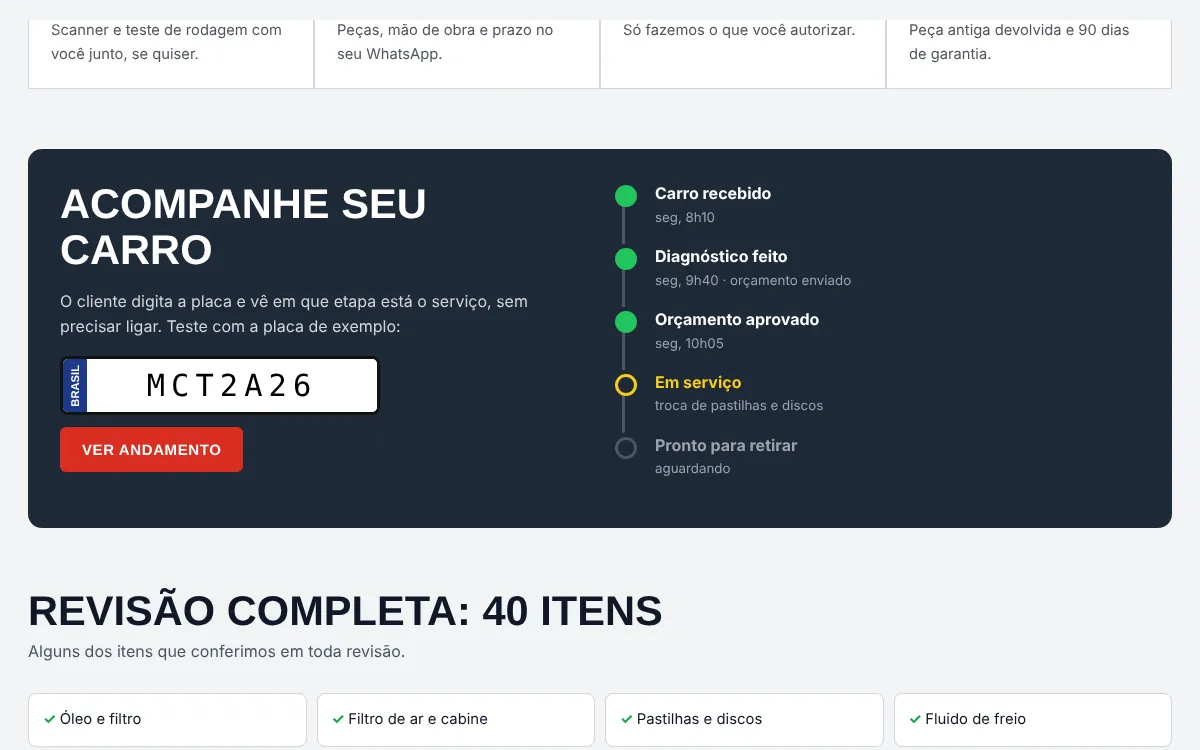 Scanner e teste de rodagem com
você junto, se quiser.
Peças, mão de obra e prazo no
seu WhatsApp.
Só fazemos o que você autorizar.
Peça antiga devolvida e 90 dias
de garantia.
ACOMPANHE SEU
CARRO
O cliente digita a placa e vê em que etapa está o serviço, sem
precisar ligar. Teste com a placa de exemplo:
BRASIL
MCT2A26
VER ANDAMENTO
Carro recebido
seg, 8h10
Diagnóstico feito
seg, 9h40 · orçamento enviado
Orçamento aprovado
seg, 10h05
Em serviço
troca de pastilhas e discos
Pronto para retirar
aguardando
REVISÃO COMPLETA: 40 ITENS
Alguns dos itens que conferimos em toda revisão.
✓ Óleo e filtro
✓ Filtro de ar e cabine
✓ Pastilhas e discos
✓ Fluido de freio